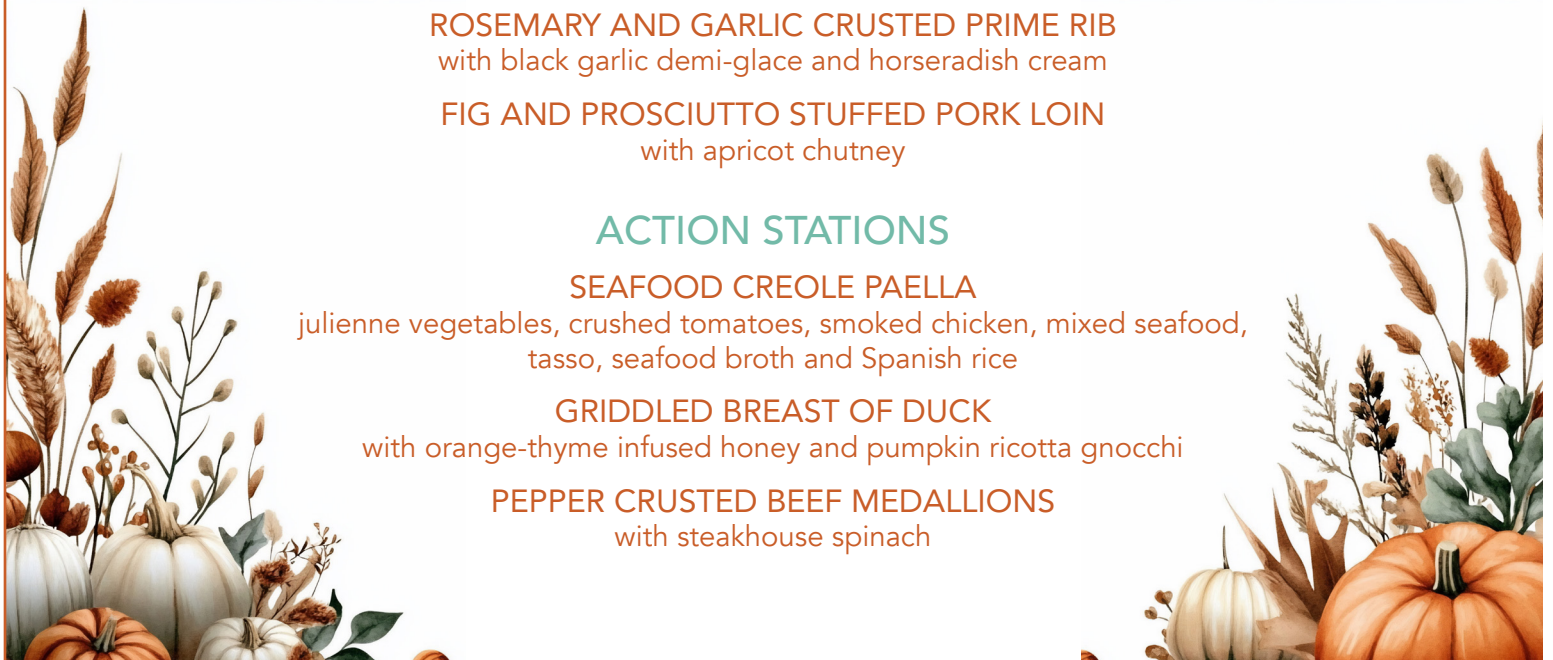 ROSEMARY AND GARLIC CRUSTED PRIME RIB
with black garlic demi-glace and horseradish cream
FIG AND PROSCIUTTO STUFFED PORK LOIN
with apricot chutney
ACTION STATIONS
SEAFOOD CREOLE PAELLA
julienne vegetables, crushed tomatoes, smoked chicken, mixed seafood,
tasso, seafood broth and Spanish rice
GRIDDLED BREAST OF DUCK
with orange-thyme infused honey and pumpkin ricotta gnocchi
PEPPER CRUSTED BEEF MEDALLIONS
with steakhouse spinach